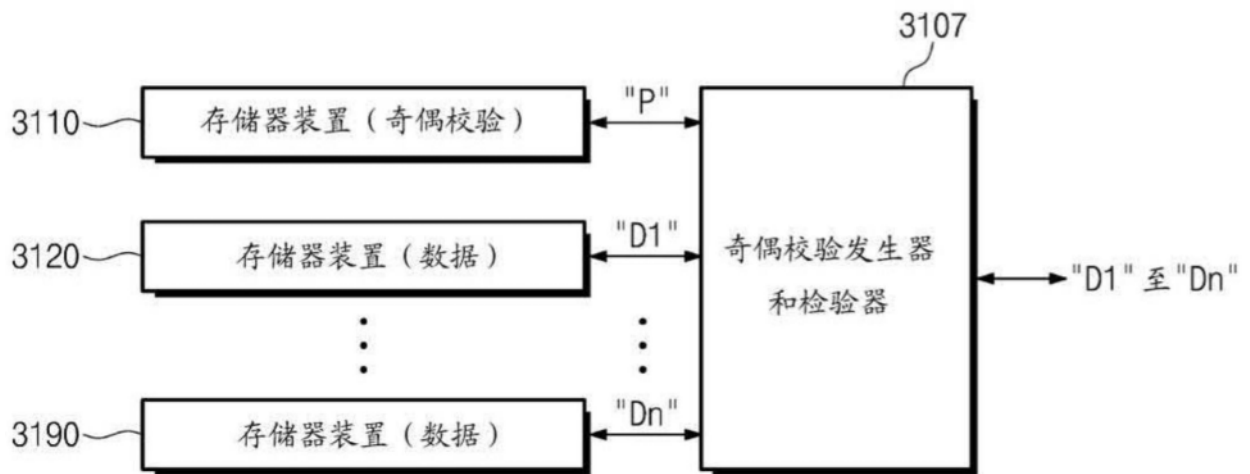 3107
3110
存储器装置（奇偶校验）
"P"
3120
存储器装置（数据）
"D1"
奇偶校验发生器
和检验器
"D1"至"Dn"
3190
存储器装置（数据）
"Dn"